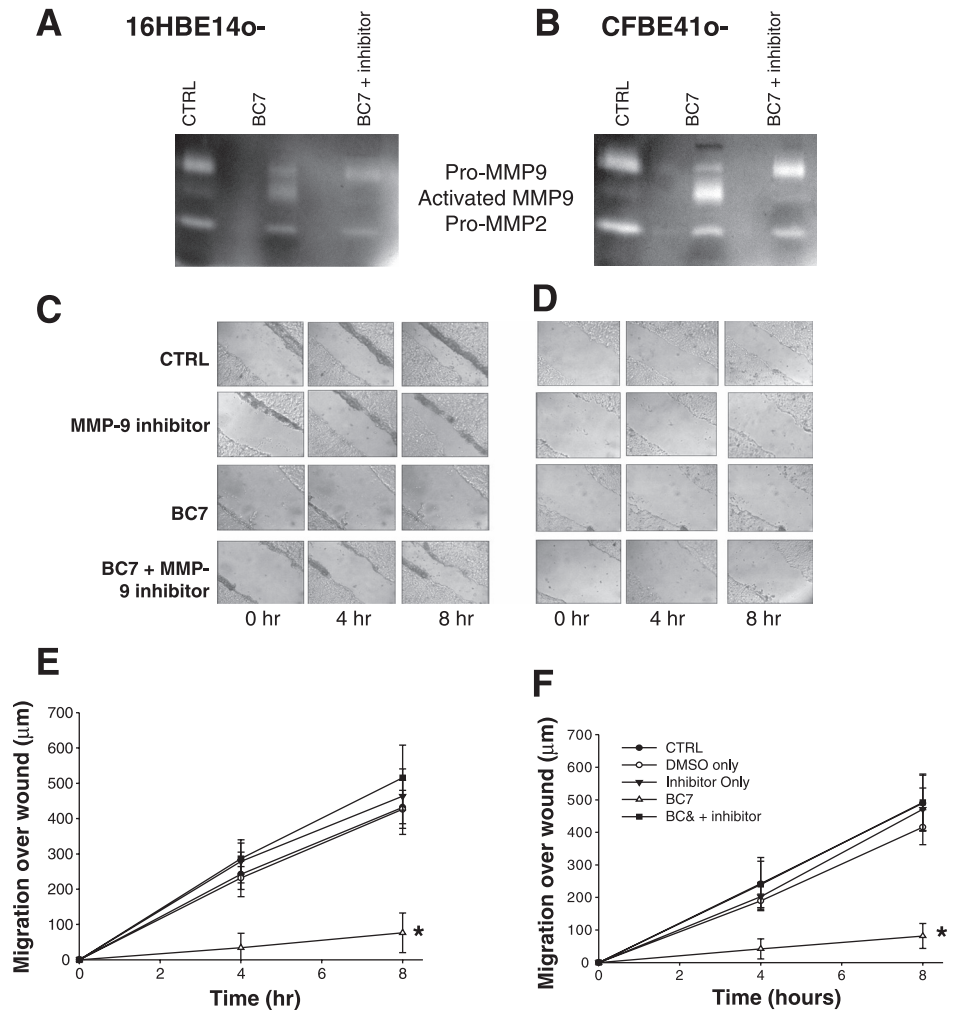 A
16HBE14o-
B
CFBE41o-
CTRL
BC7
BC7 + inhibitor
CTRL
BC7
BC7 + inhibitor
Pro-MMP9
Activated MMP9
Pro-MMP2
C
D
CTRL
MMP-9 inhibitor
BC7
BC7 + MMP-
9 inhibitor
0 hr
4 hr
8 hr
0 hr
4 hr
8 hr
E
Migration over wound (μm)
700
600
500
400
300
200
100
0
*
0
2
4
6
8
Time (hr)
F
Migration over wound (μm)
700
600
500
400
300
200
100
0
CTRL
DMSO only
Inhibitor Only
BC7
BC& + inhibitor
*
0
2
4
6
8
Time (hours)